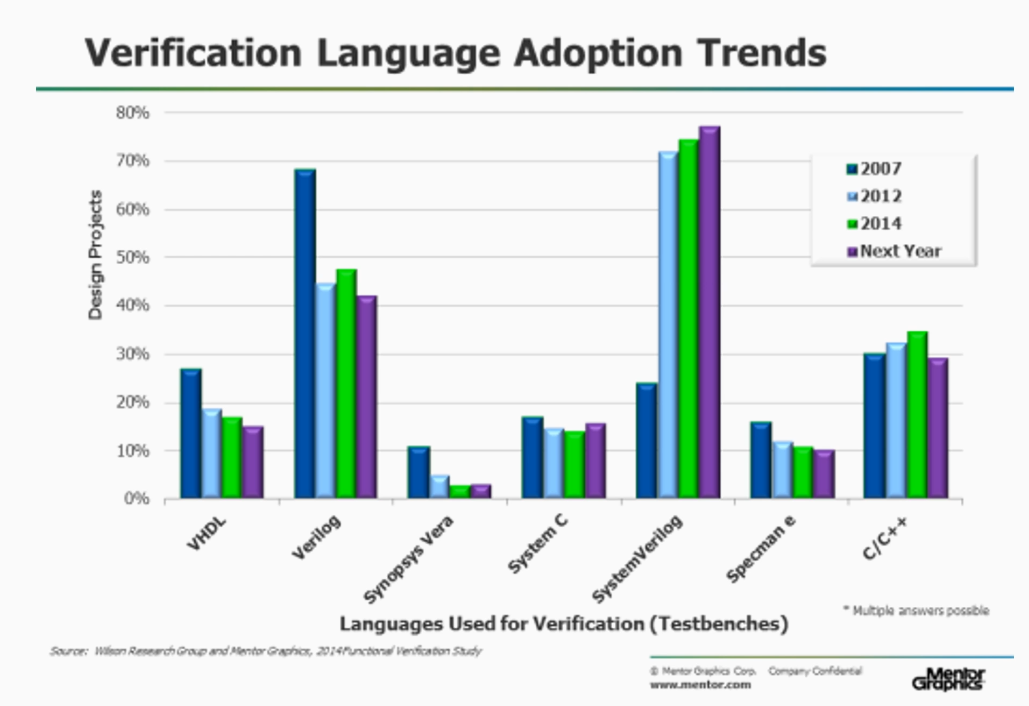 Verification Language Adoption Trends
80%
70%
60%
50%
40%
30%
20%
10%
0%
Design Projects
2007
2012
2014
Next Year
VHDL
Verilog
Synopsys Vera
System C
SystemVerilog
Specman e
C/C++
* Multiple answers possible
Languages Used for Verification (Testbenches)
Source: Wilson Research Group and Mentor Graphics, 2014Functional Verification Study
© Mentor Graphics Corp. Company Confidential
www.mentor.com
Mentor
Graphics